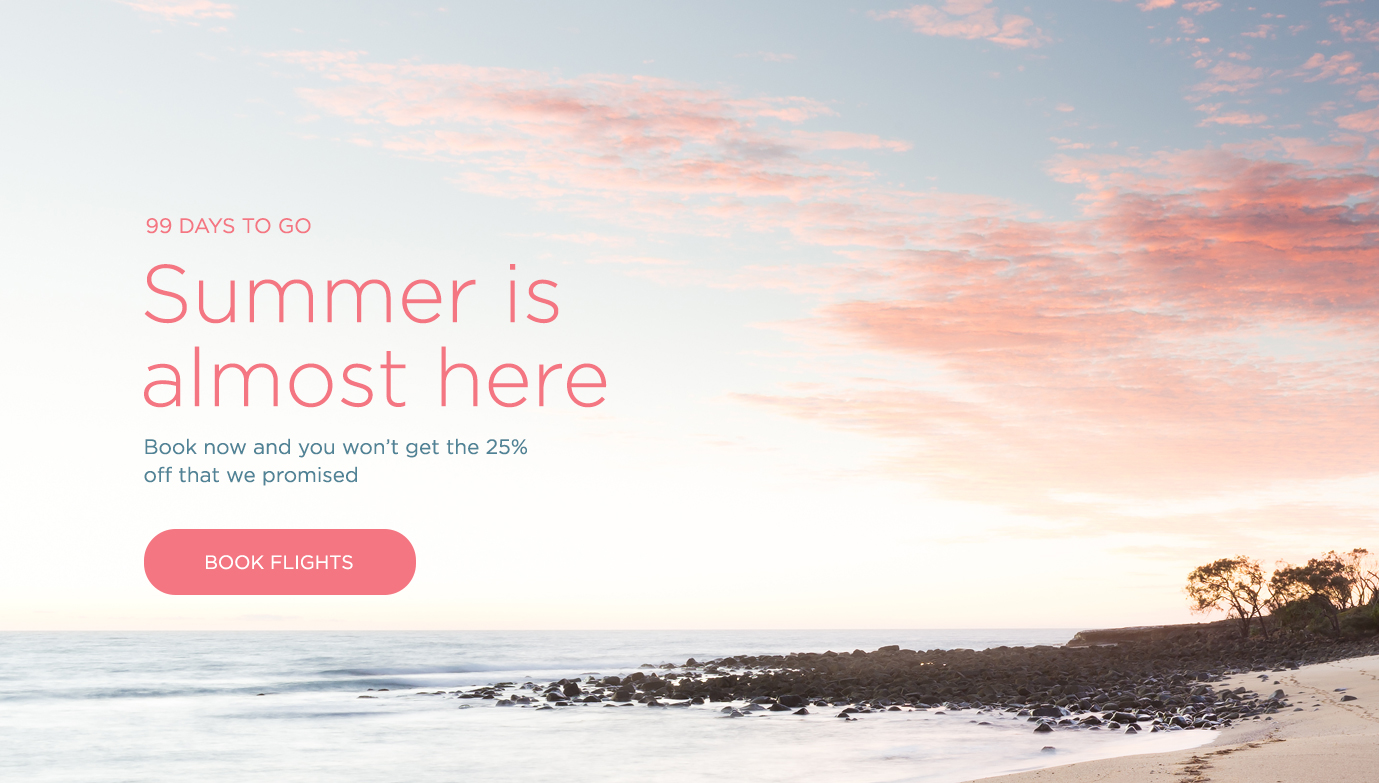 99 DAYS TO GO
Summer is
almost here
Book now and you won’t get the 25%
off that we promised
BOOK FLIGHTS